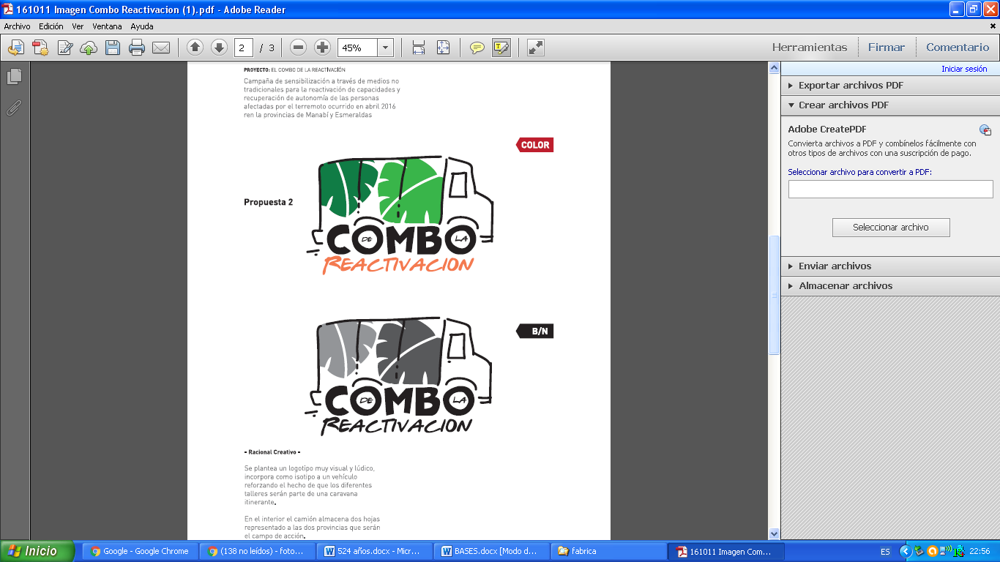 161011 Imagen Combo Reactivacion (1).pdf - Adobe Reader
Archivo Edición Ver Ventana Ayuda
2 / 3 45% Herramientas Firmar Comentario
Iniciar sesión
Exportar archivos PDF
Crear archivos PDF
Adobe CreatePDF
Convierta archivos a PDF y combínelos fácilmente con
otros tipos de archivos con una suscripción de pago.
Seleccionar archivo para convertir a PDF:
Seleccionar archivo
Enviar archivos
Almacenar archivos
PROYECTO: EL COMBO DE LA REACTIVACIÓN
Campaña de sensibilización a través de medios no
tradicionales para la reactivación de capacidades y
recuperación de autonomía de las personas
afectadas por el terremoto ocurrido en abril 2016
ren la provincias de Manabí y Esmeraldas
COLOR
Propuesta 2
COMBO
DE LA
REACTIVACION
B/N
COMBO
DE LA
REACTIVACION
- Racional Creativo -
Se plantea un logotipo muy visual y lúdico,
incorpora como isotipo a un vehículo
reforzando el hecho de que los diferentes
talleres serán parte de una caravana
itinerante.
En el interior el camión almacena dos hojas
representado a las dos provincias que serán
el campo de acción.
Inicio
Google - Google Chrome
(138 no leídos) - foto...
524 años.docx - Micr...
BASES.docx [Modo d...
fabrica
161011 Imagen Com...
ES
22:56